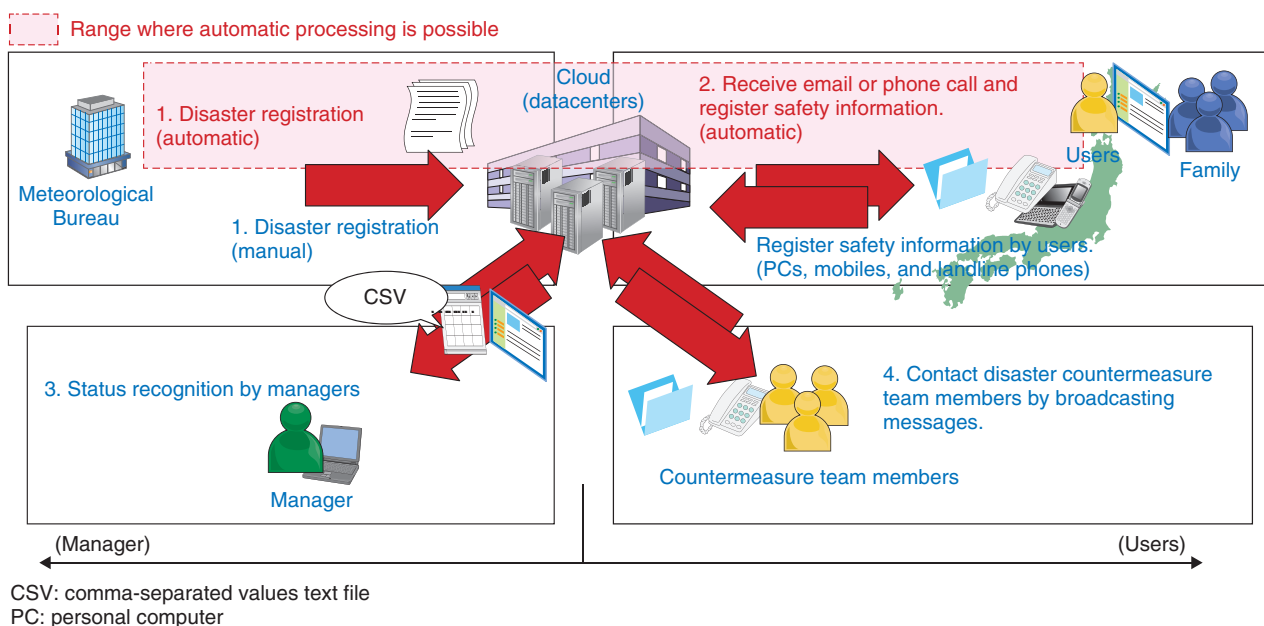 Range where automatic processing is possible
Meteorological
Bureau
1. Disaster registration
(automatic)
1. Disaster registration
(manual)
Cloud
(datacenters)
2. Receive email or phone call and
register safety information.
(automatic)
Users
Family
Register safety information by users.
(PCs, mobiles, and landline phones)
CSV
3. Status recognition by managers
Manager
4. Contact disaster countermeasure
team members by broadcasting
messages.
Countermeasure team members
(Manager)
(Users)
CSV: comma-separated values text file
PC: personal computer